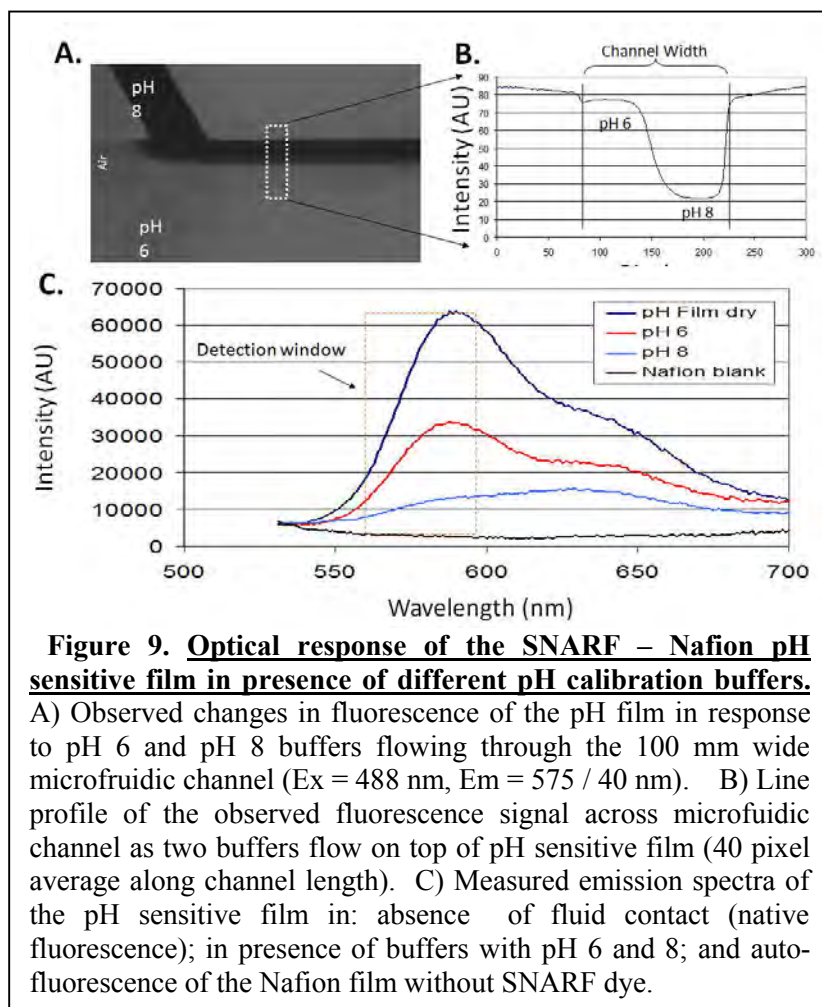 A.
pH
8
Air
pH
6
B.
Channel Width
Intensity (AU)
90
80
70
60
50
40
30
20
10
0
pH 6
pH 8
0 50 100 150 200 250 300
C.
Intensity (AU)
70000
60000
50000
40000
30000
20000
10000
0
Detection window
pH Film dry
pH 6
pH 8
Nafion blank
500 550 600 650 700
Wavelength (nm)
Figure 9. Optical response of the SNARF – Nafion pH
sensitive film in presence of different pH calibration buffers.
A) Observed changes in fluorescence of the pH film in response
to pH 6 and pH 8 buffers flowing through the 100 mm wide
microfruidic channel (Ex = 488 nm, Em = 575 / 40 nm). B) Line
profile of the observed fluorescence signal across microfuidic
channel as two buffers flow on top of pH sensitive film (40 pixel
average along channel length). C) Measured emission spectra of
the pH sensitive film in: absence of fluid contact (native
fluorescence); in presence of buffers with pH 6 and 8; and auto-
fluorescence of the Nafion film without SNARF dye.